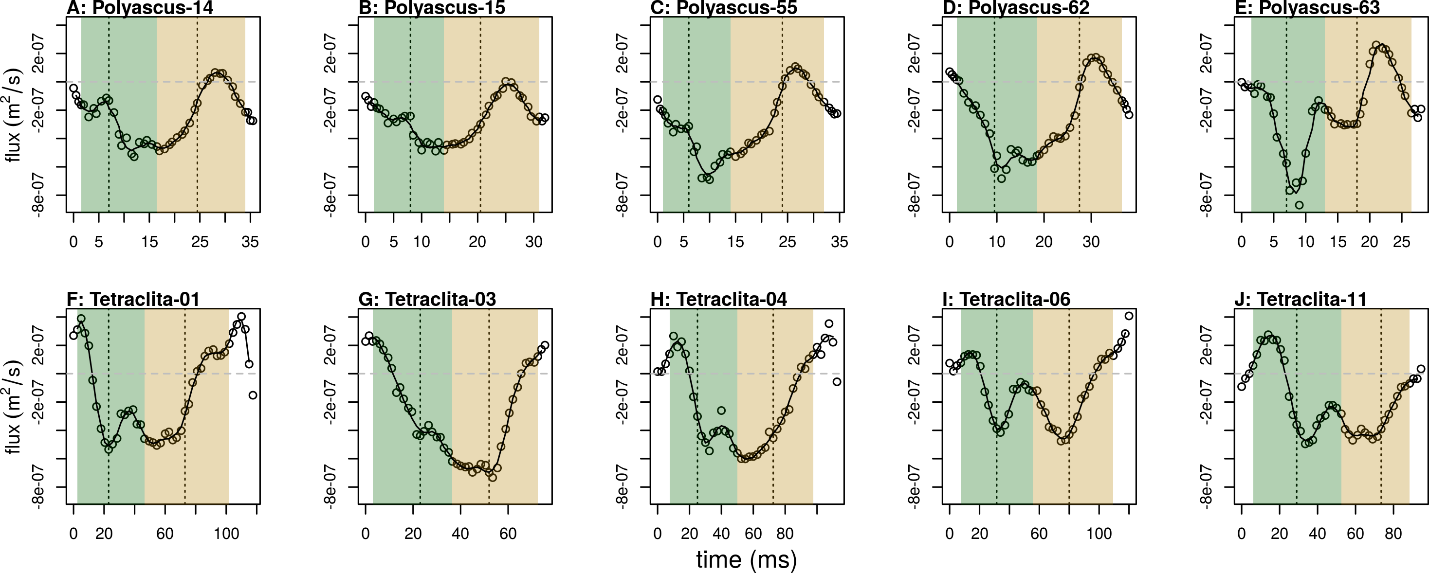 A: Polyascus-14
B: Polyascus-15
C: Polyascus-55
D: Polyascus-62
E: Polyascus-63
flux (m2/s)
2e-07
-2e-07
-8e-07
2e-07
-2e-07
-8e-07
2e-07
-2e-07
-8e-07
2e-07
-2e-07
-8e-07
2e-07
-2e-07
-8e-07
0 5 15 25 35
0 5 10 20 30
0 5 15 25 35
0 10 20 30
0 5 10 15 20 25
F: Tetraclita-01
G: Tetraclita-03
H: Tetraclita-04
I: Tetraclita-06
J: Tetraclita-11
flux (m2/s)
2e-07
-2e-07
-8e-07
2e-07
-2e-07
-8e-07
2e-07
-2e-07
-8e-07
2e-07
-2e-07
-8e-07
2e-07
-2e-07
-8e-07
0 20 60 100
0 20 40 60
0 20 60
0 20 60 100
0 20 40 60 80
time (ms)